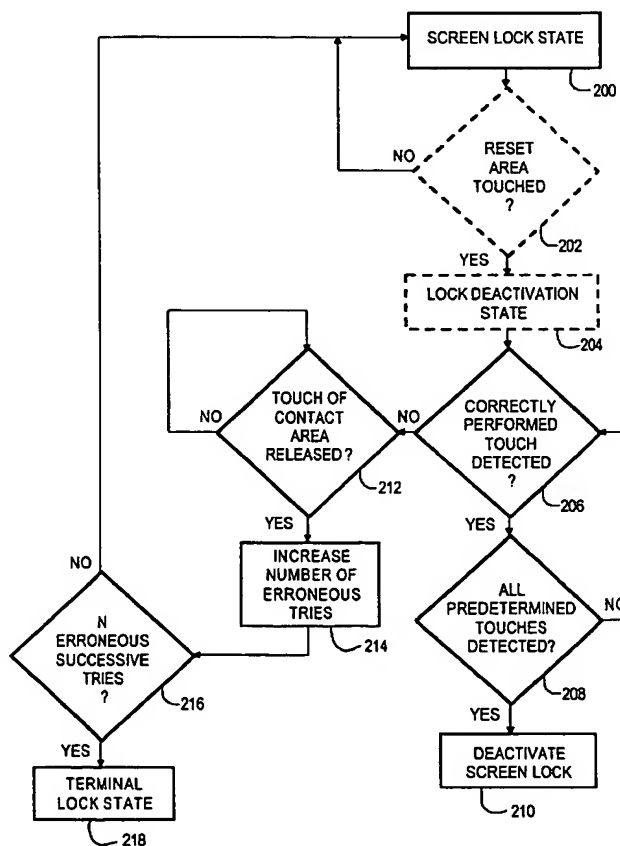 SCREEN LOCK STATE
200
NO
RESET
AREA
TOUCHED
?
202
YES
LOCK DEACTIVATION
STATE
204
TOUCH OF
CONTACT
AREA
RELEASED?
NO
212
NO
CORRECTLY
PERFORMED
TOUCH
DETECTED
?
206
YES
YES
INCREASE
NUMBER OF
ERRONEOUS
TRIES
214
ALL
PREDETERMINED
TOUCHES
DETECTED?
NO
208
NO
N
ERRONEOUS
SUCCESSIVE
TRIES
?
216
YES
YES
DEACTIVATE
SCREEN LOCK
210
TERMINAL
LOCK STATE
218